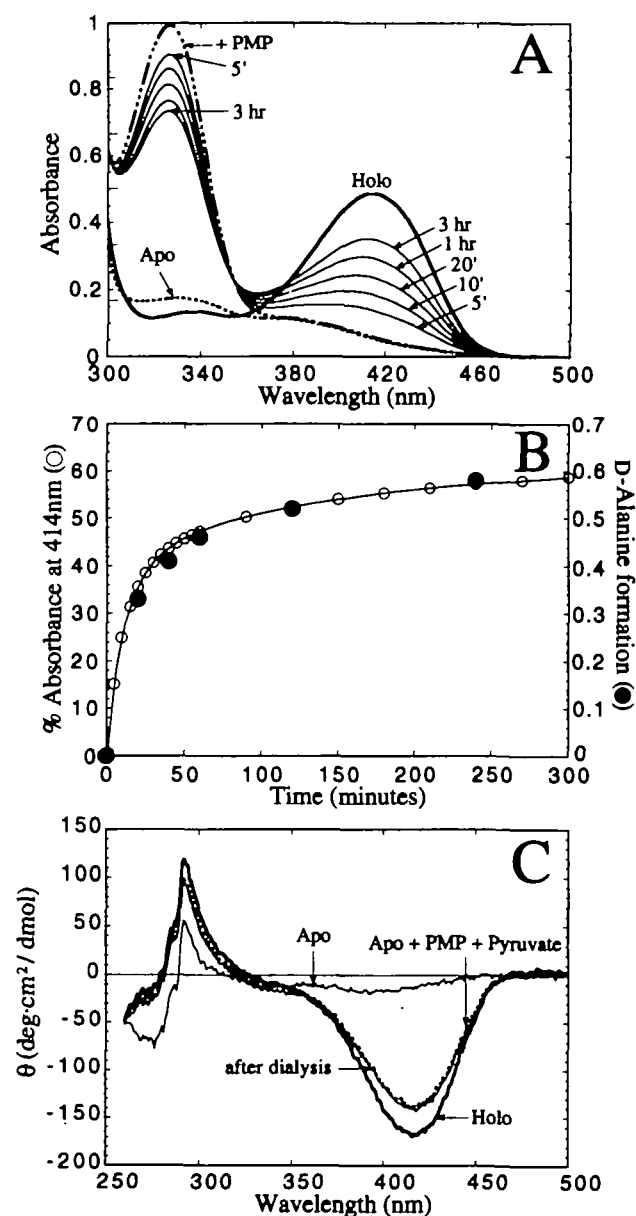 A
1
0.8
0.6
0.4
0.2
0
Absorbance
+ PMP
5'
3 hr
Holo
3 hr
1 hr
20'
10'
5'
Apo
300 340 380 420 460 500
Wavelength (nm)
B
70
60
50
40
30
20
10
0
% Absorbance at 414nm (○)
0.7
0.6
0.5
0.4
0.3
0.2
0.1
0
D-Alanine formation (●)
0 50 100 150 200 250 300
Time (minutes)
C
150
100
50
0
-50
-100
-150
-200
θ (deg·cm²/ dmol)
Apo
Apo + PMP + Pyruvate
after dialysis
Holo
250 300 350 400 450 500
Wavelength (nm)